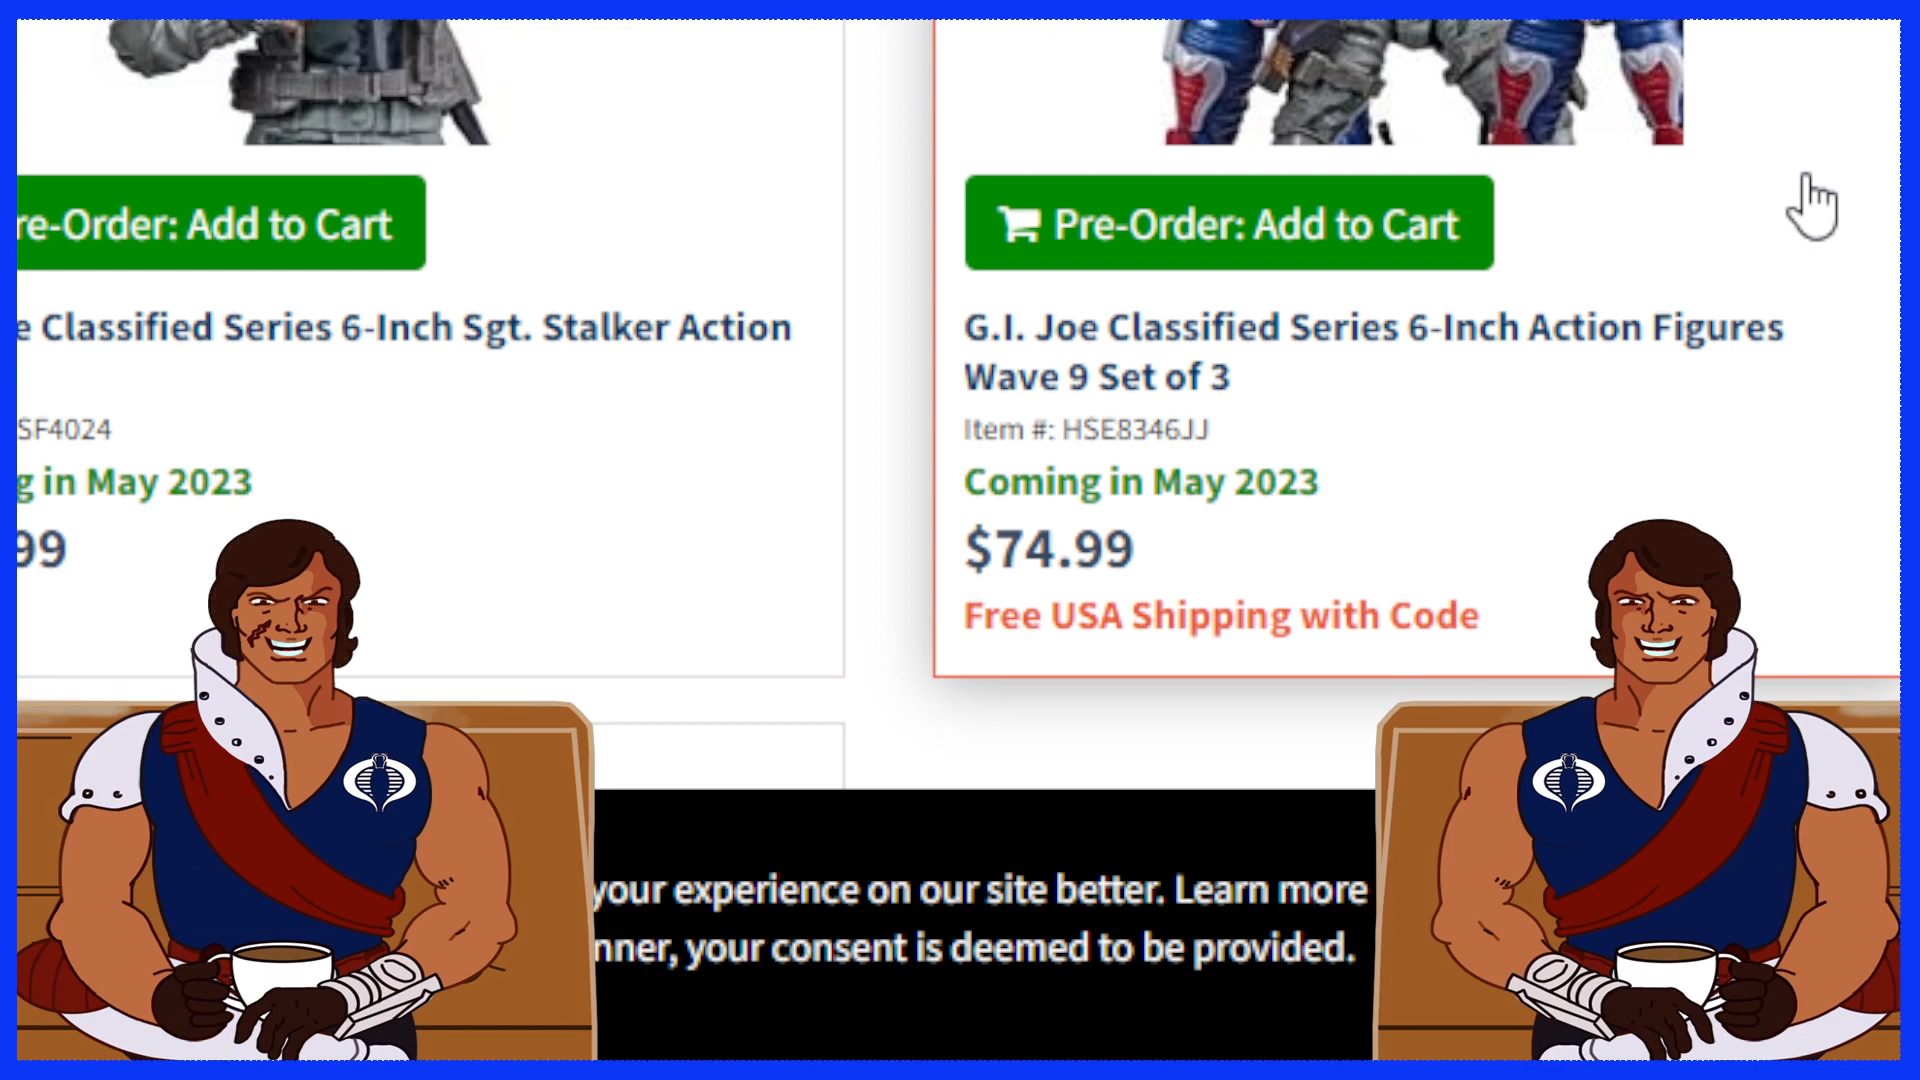 re-Order: Add to Cart
e Classified Series 6-Inch Sgt. Stalker Action
SF4024
g in May 2023
99
Pre-Order: Add to Cart
G.I. Joe Classified Series 6-Inch Action Figures
Wave 9 Set of 3
Item #: HSE8346JJ
Coming in May 2023
$74.99
Free USA Shipping with Code
your experience on our site better. Learn more
nner, your consent is deemed to be provided.